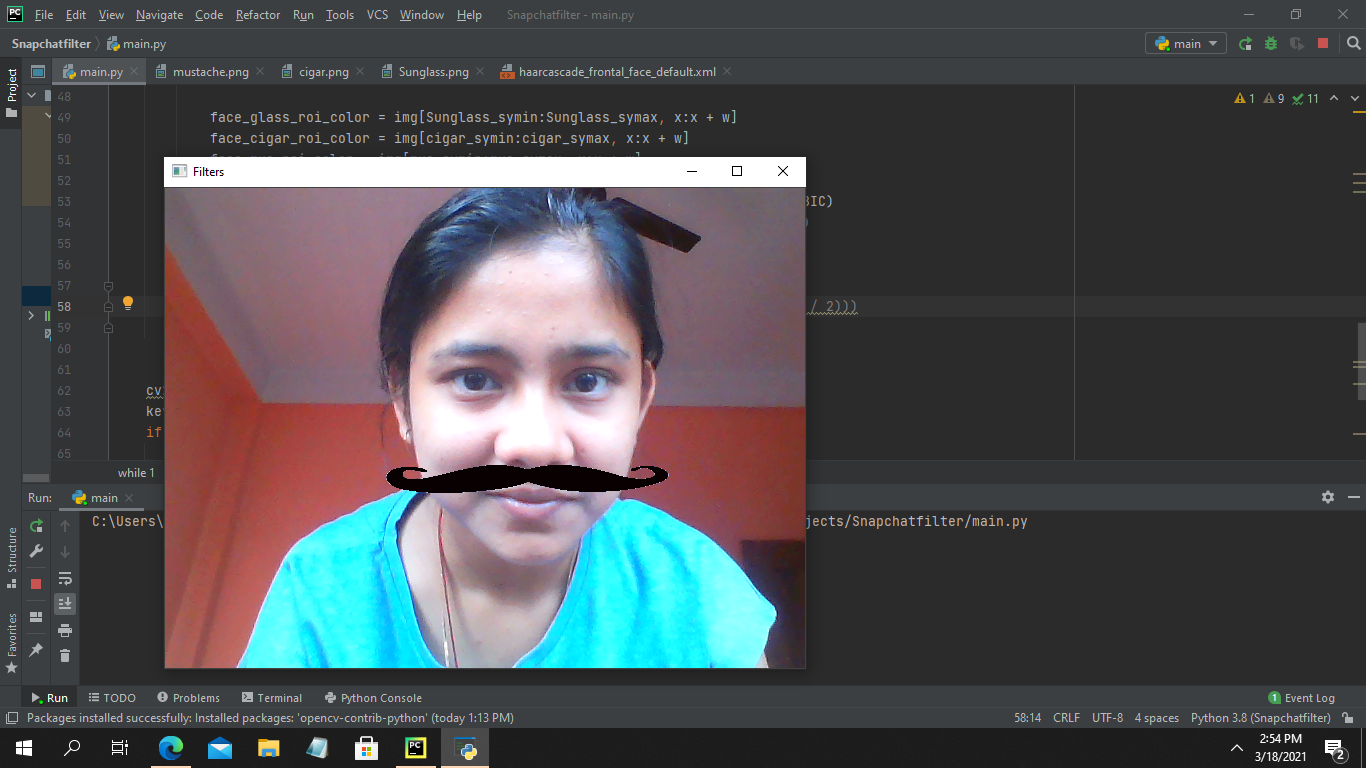 PC File Edit View Navigate Code Refactor Run Tools VCS Window Help Snapchatfilter - main.py
Snapchatfilter main.py main
Project main.py mustache.png cigar.png Sunglass.png haarcascade_frontal_face_default.xml
48 1 9 11
49 face_glass_roi_color = img[Sunglass_symin:Sunglass_symax, x:x + w]
50 face_cigar_roi_color = img[cigar_symin:cigar_symax, x:x + w]
51
Filters
52
53 BIC)
54
55
56
57
58 / 2)))
59
60
61
62 cv
63 ke
64 if
65
while 1
Run: main
C:\Users\ jects/Snapchatfilter/main.py
Structure
Favorites
Run TODO Problems Terminal Python Console 1 Event Log
Packages installed successfully: Installed packages: 'opencv-contrib-python' (today 1:13 PM) 58:14 CRLF UTF-8 4 spaces Python 3.8 (Snapchatfilter)
PC 2:54 PM
3/18/2021 2